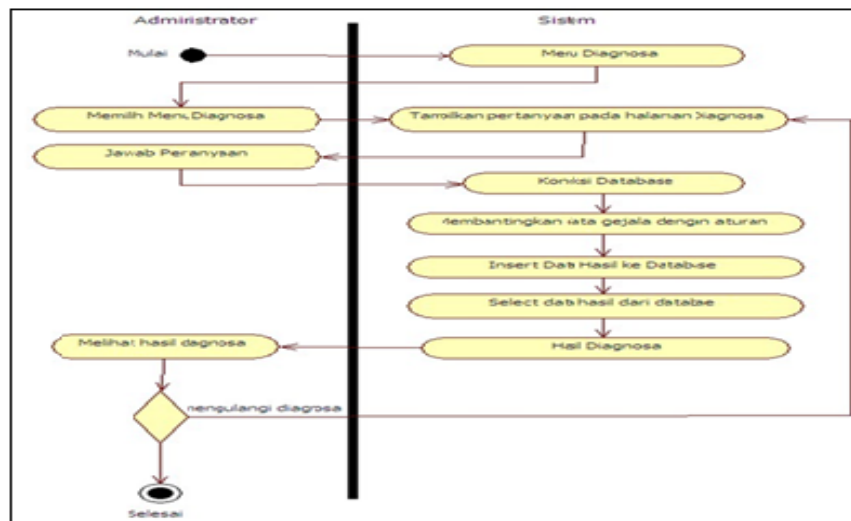 Administrator
Sistem
Mulai
Menu Diagnosa
Memilih Menu Diagnosa
Tampilkan pertanyaan pada halaman Diagnosa
Jawab Peranyaan
Koneksi Database
Membandingkan data gejala dengan aturan
Insert Data Hasil ke Database
Select data hasil dari databae
Melihat hasil diagnosa
Hasil Diagnosa
mengulangi diagnosa
Selesai